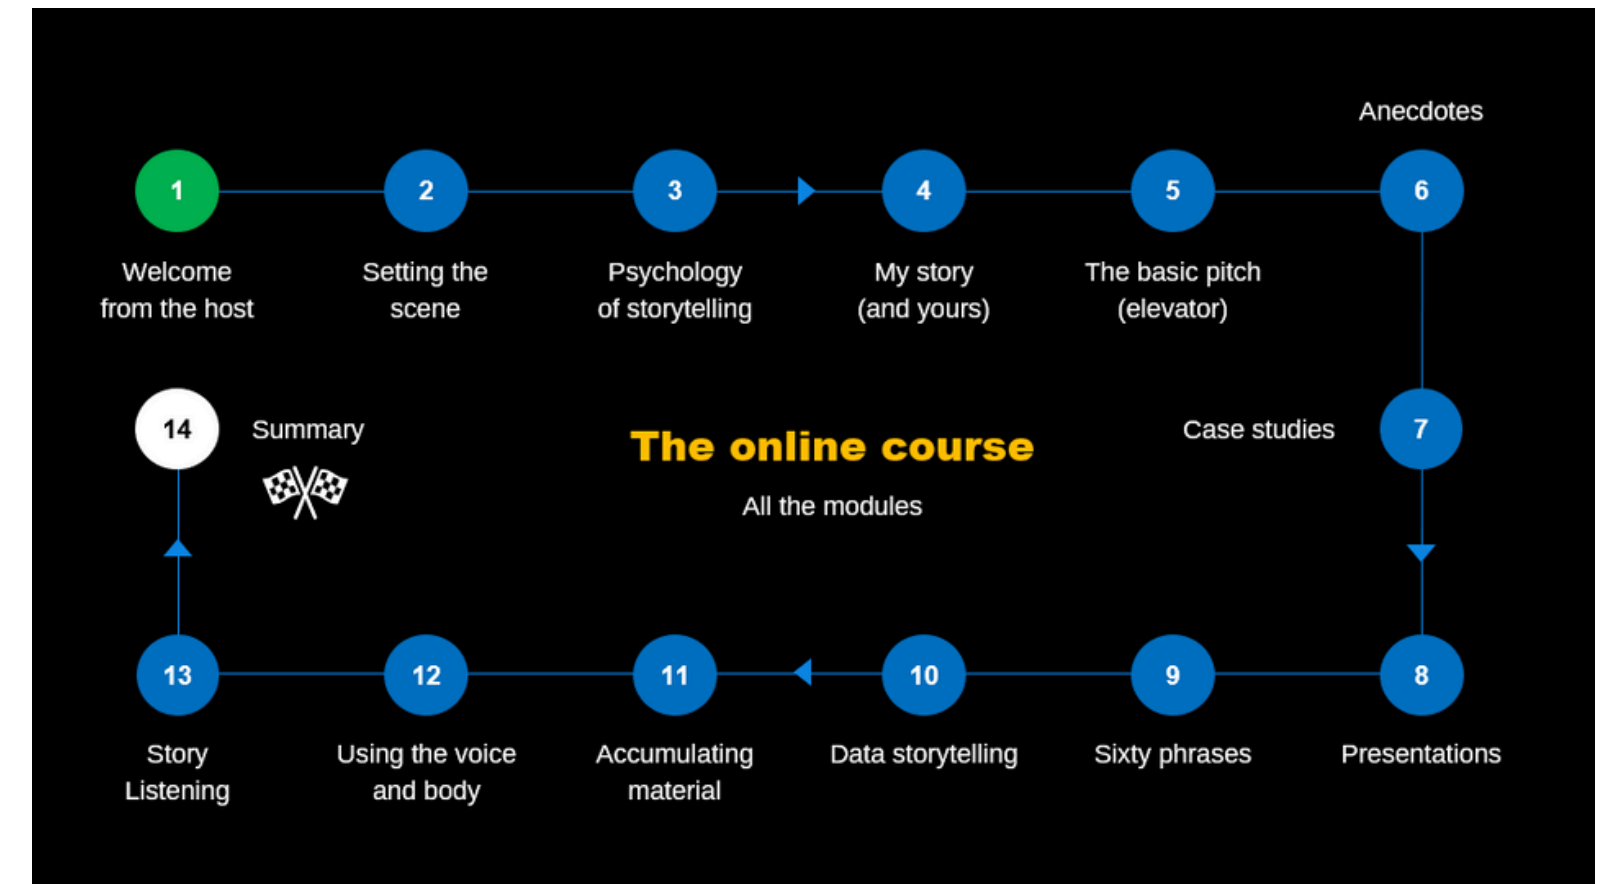 Anecdotes
1
2
3
4
5
6
Welcome
from the host
Setting the
scene
Psychology
of storytelling
My story
(and yours)
The basic pitch
(elevator)
14
Summary
The online course
All the modules
Case studies
7
13
12
11
10
9
8
Story
Listening
Using the voice
and body
Accumulating
material
Data storytelling
Sixty phrases
Presentations